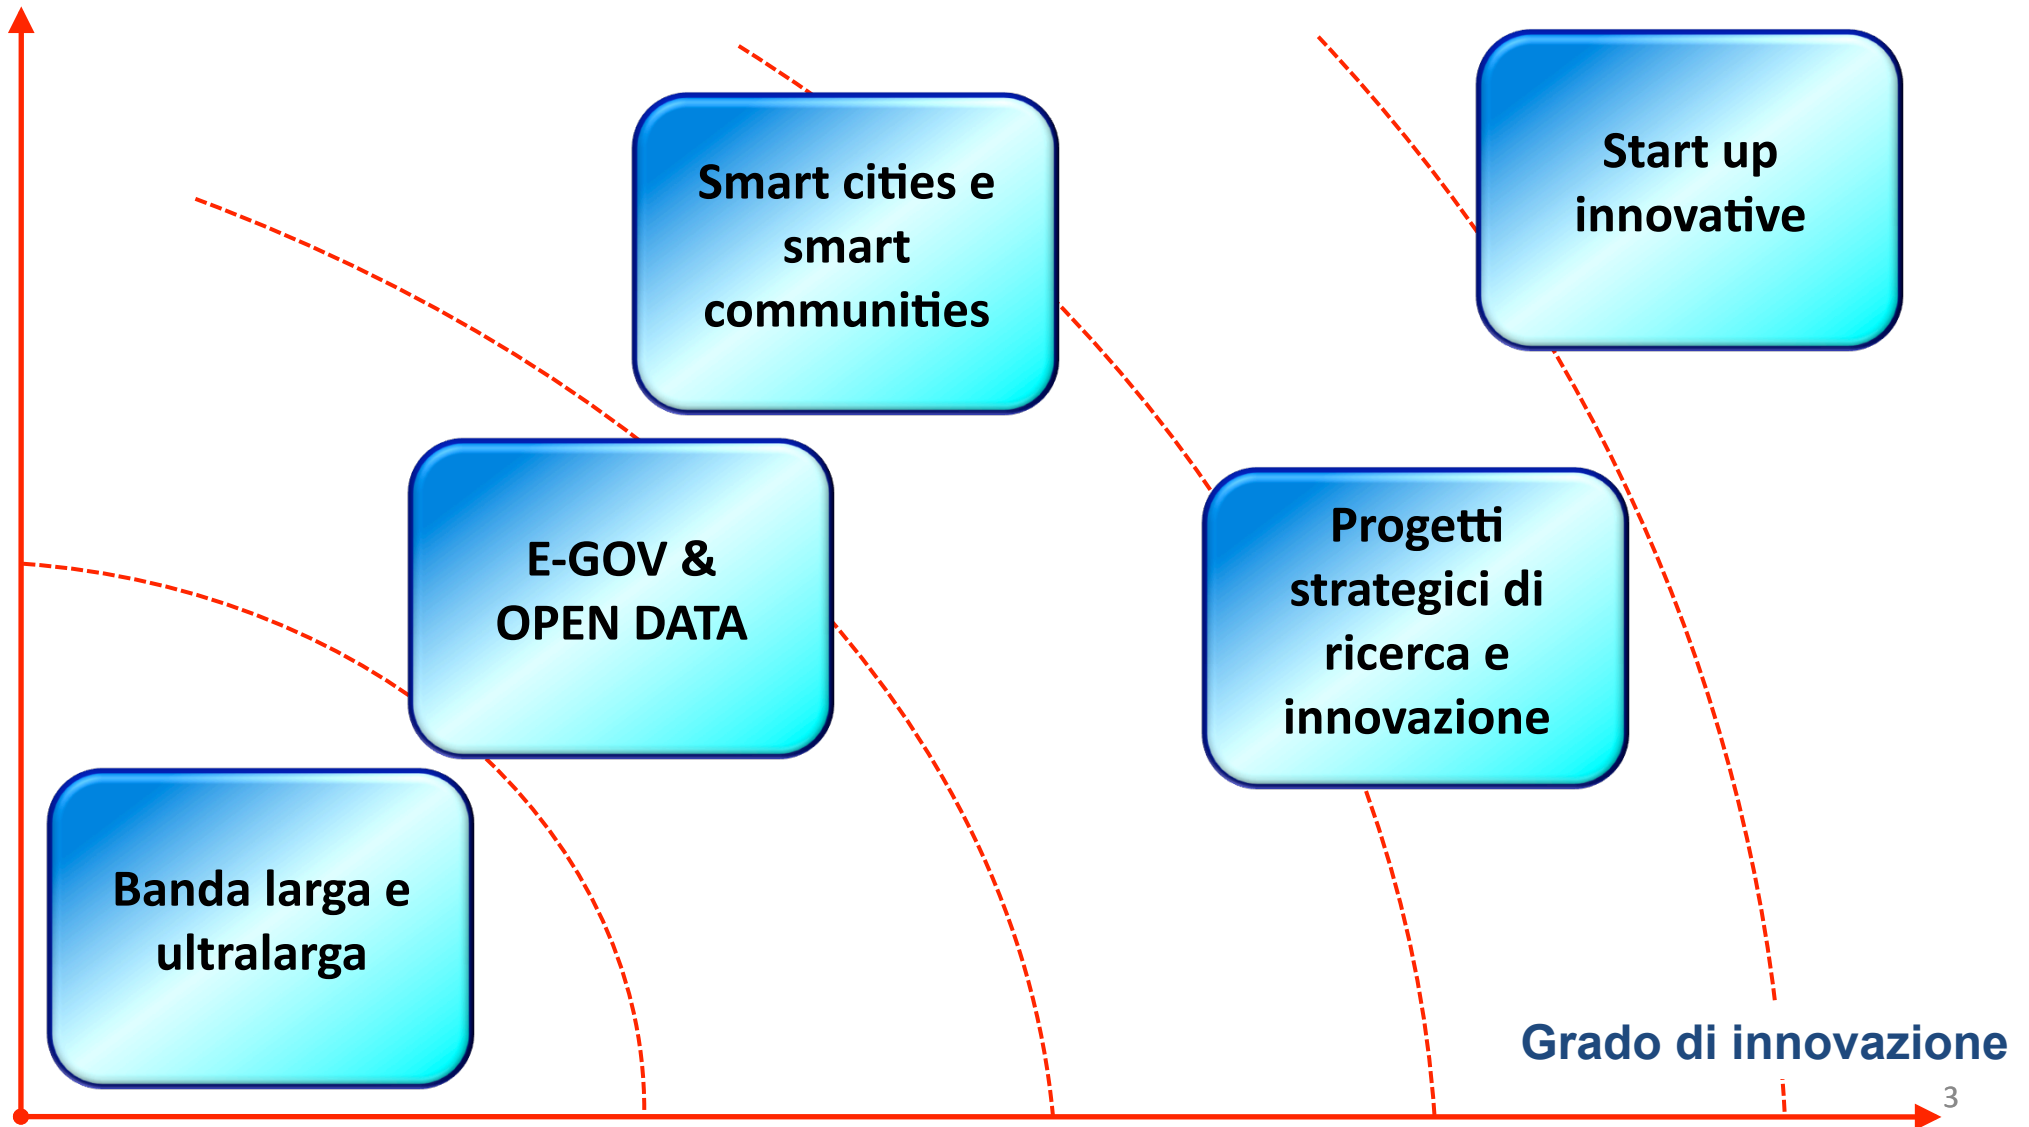 Start up
innovative
Smart cities e
smart
communities
E-GOV &
OPEN DATA
Progetti
strategici di
ricerca e
innovazione
Banda larga e
ultralarga
Grado di innovazione
3